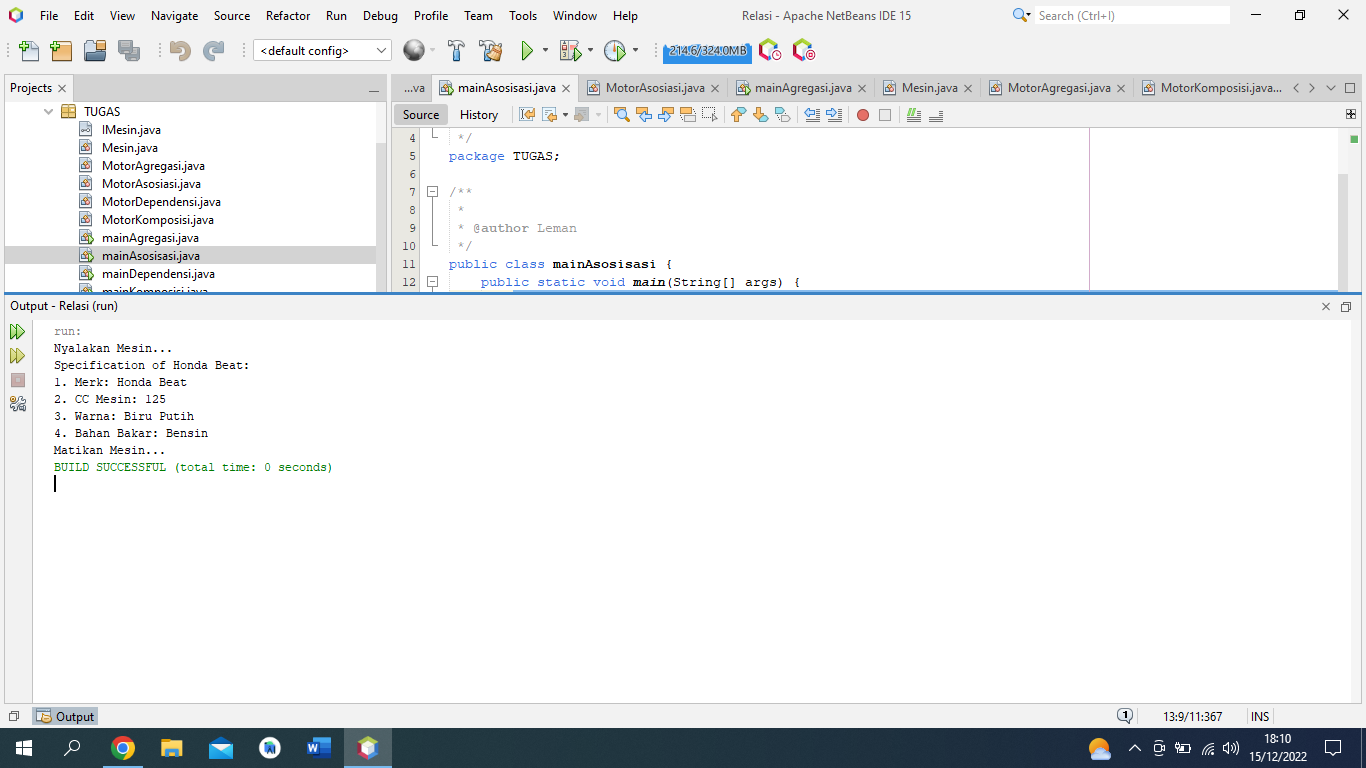 File Edit View Navigate Source Refactor Run Debug Profile Team Tools Window Help
Relasi - Apache NetBeans IDE 15
Search (Ctrl+I)
<default config>
214.6/324.0MB
Projects
TUGAS
IMesin.java
Mesin.java
MotorAgregasi.java
MotorAsosiasi.java
MotorDependensi.java
MotorKomposisi.java
mainAgregasi.java
mainAsosisasi.java
mainDependensi.java
mainKomposisi.java
...va mainAsosisasi.java MotorAsosiasi.java mainAgregasi.java Mesin.java MotorAgregasi.java MotorKomposisi.java...
Source History
4 */
5 package TUGAS;
6
7 /**
8 *
9 * @author Leman
10 */
11 public class mainAsosisasi {
12 public static void main(String[] args) {
Output - Relasi (run)
run:
Nyalakan Mesin...
Specification of Honda Beat:
1. Merk: Honda Beat
2. CC Mesin: 125
3. Warna: Biru Putih
4. Bahan Bakar: Bensin
Matikan Mesin...
BUILD SUCCESSFUL (total time: 0 seconds)
Output
1
13:9/11:367
INS
18:10
15/12/2022